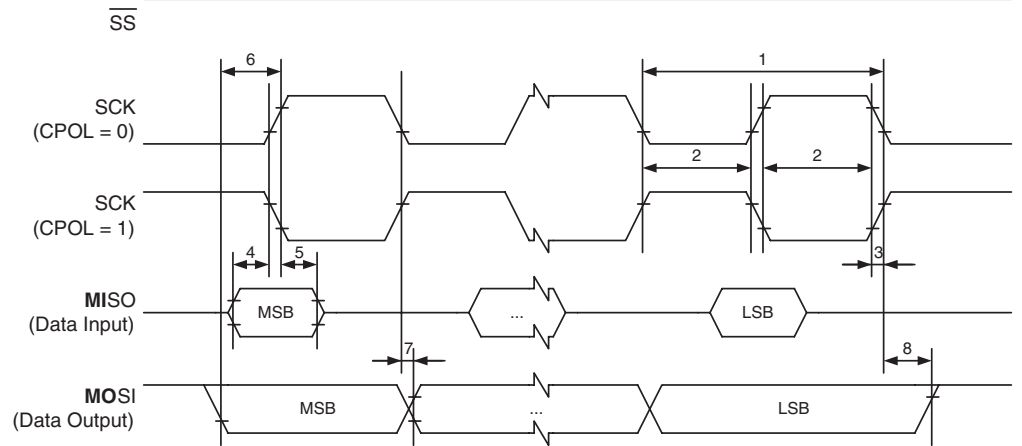 SS
6
1
SCK
(CPOL = 0)
2
2
SCK
(CPOL = 1)
4
5
3
MISO
(Data Input)
MSB
...
LSB
7
8
MOSI
(Data Output)
MSB
...
LSB